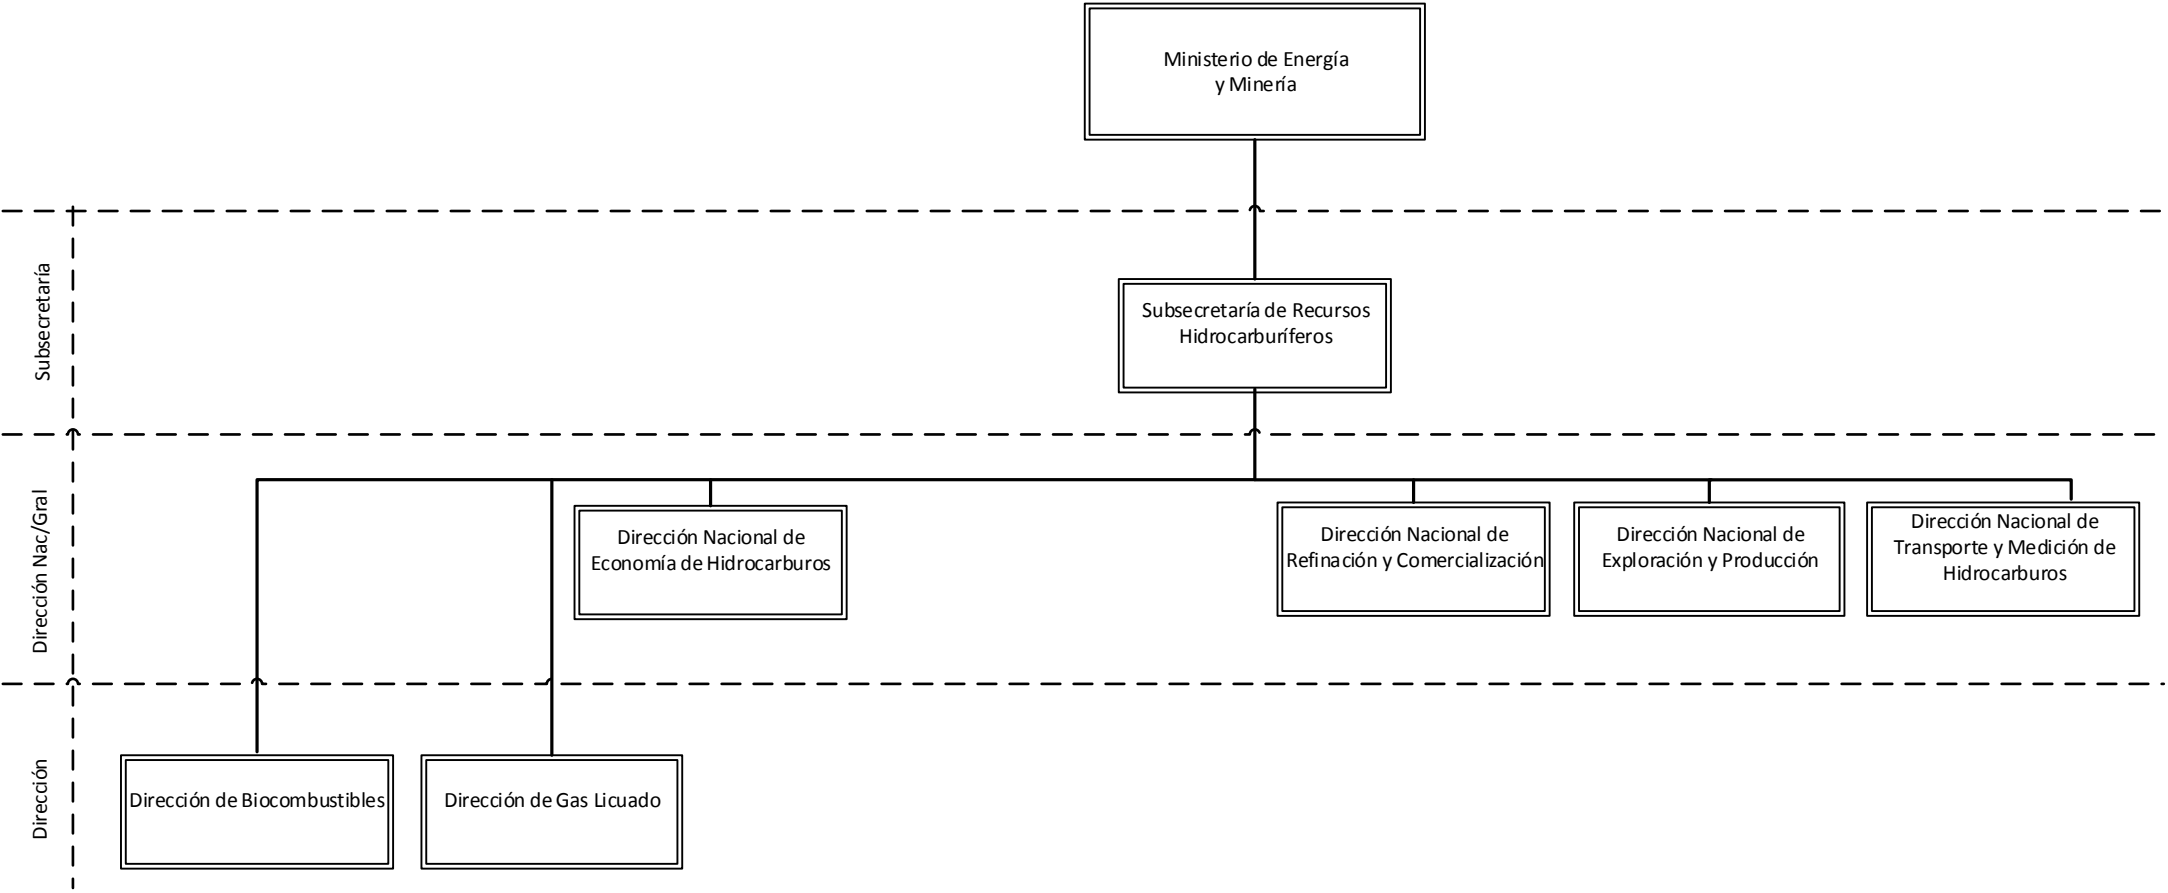 Ministerio de Energía
y Minería
Subsecretaría
Subsecretaría de Recursos
Hidrocarburíferos
Dirección Nac/Gral
Dirección Nacional de
Economía de Hidrocarburos
Dirección Nacional de
Refinación y Comercialización
Dirección Nacional de
Exploración y Producción
Dirección Nacional de
Transporte y Medición de
Hidrocarburos
Dirección
Dirección de Biocombustibles
Dirección de Gas Licuado